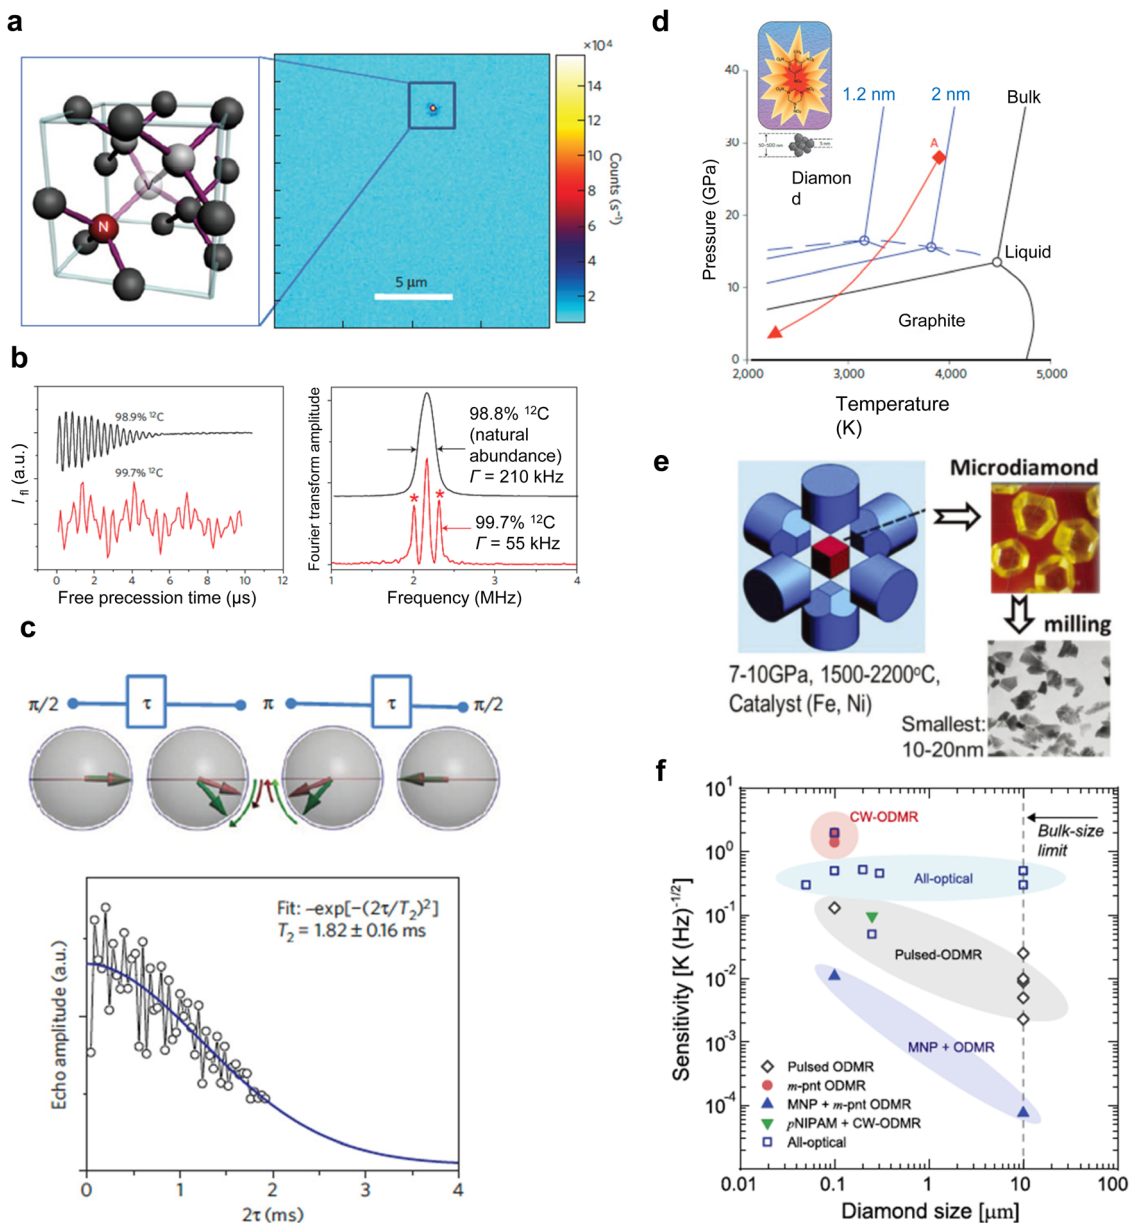 a
N
V
5 µm
×10⁴
14
12
10
8
6
4
2
Counts (s⁻¹)
b
98.9% ¹²C
99.7% ¹²C
I fl (a.u.)
0
2
4
6
8
10
12
Free precession time (µs)
Fourier transform amplitude
98.8% ¹²C
(natural
abundance)
Γ = 210 kHz
* *
99.7% ¹²C
Γ = 55 kHz
1
2
3
4
Frequency (MHz)
c
π/2
τ
π
τ
π/2
Echo amplitude (a.u.)
Fit: –exp[–(2τ/T₂)²]
T₂ = 1.82 ± 0.16 ms
0
1
2
3
4
2τ (ms)
d
Pressure (GPa)
40
30
20
10
0
5 nm
1.2 nm
2 nm
Bulk
A
Diamon
d
Liquid
Graphite
2,000
3,000
4,000
5,000
Temperature
(K)
e
Microdiamond
milling
7-10GPa, 1500-2200ºC,
Catalyst (Fe, Ni)
Smallest:
10-20nm
f
Sensitivity [K (Hz)⁻¹ᐟ²]
10¹
10⁰
10⁻¹
10⁻²
10⁻³
10⁻⁴
CW-ODMR
Bulk-size
limit
All-optical
Pulsed-ODMR
MNP + ODMR
Pulsed ODMR
m-pnt ODMR
MNP + m-pnt ODMR
pNIPAM + CW-ODMR
All-optical
0.01
0.1
1
10
100
Diamond size [µm]